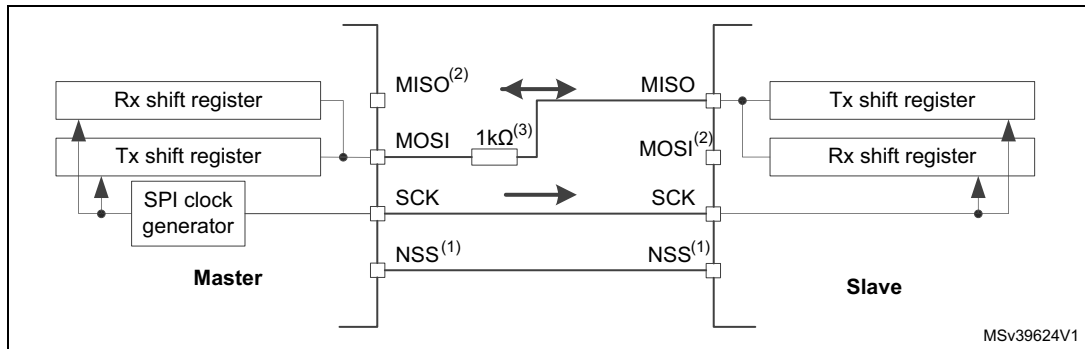 MISO(2)
MISO
Rx shift register
Tx shift register
MOSI
1kΩ(3)
MOSI(2)
Tx shift register
Rx shift register
SPI clock
generator
SCK
SCK
NSS(1)
NSS(1)
Master
Slave
MSv39624V1